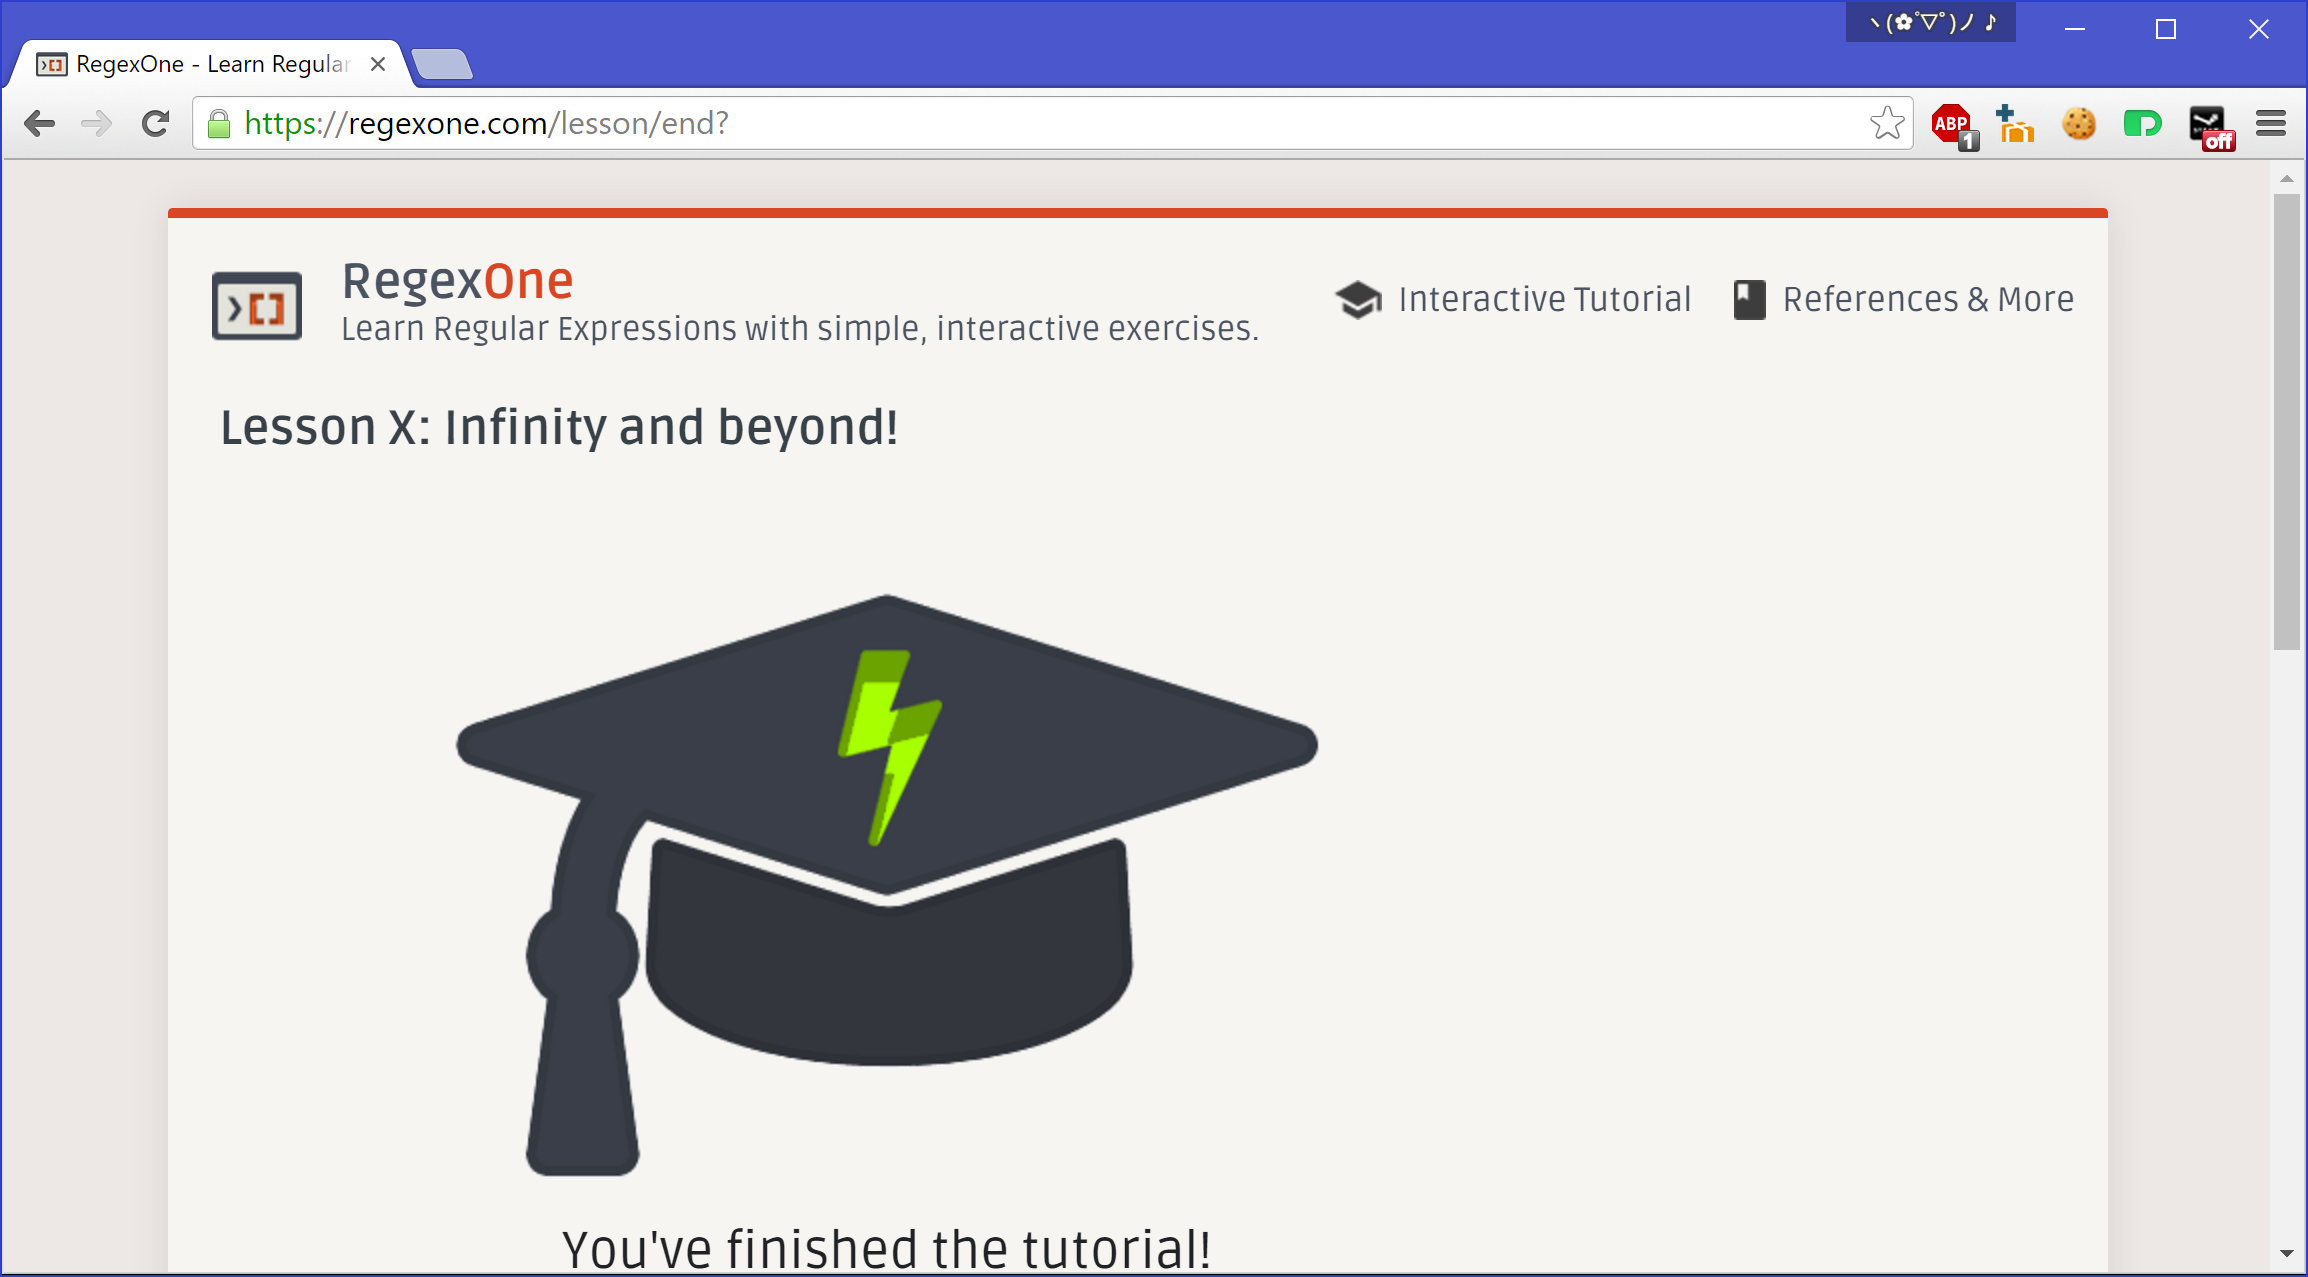 ヽ(✿ﾟ▽ﾟ)ノ♪
RegexOne - Learn Regular
https://regexone.com/lesson/end?
ABP
1
off
RegexOne
Learn Regular Expressions with simple, interactive exercises.
Interactive Tutorial
References & More
Lesson X: Infinity and beyond!
You've finished the tutorial!